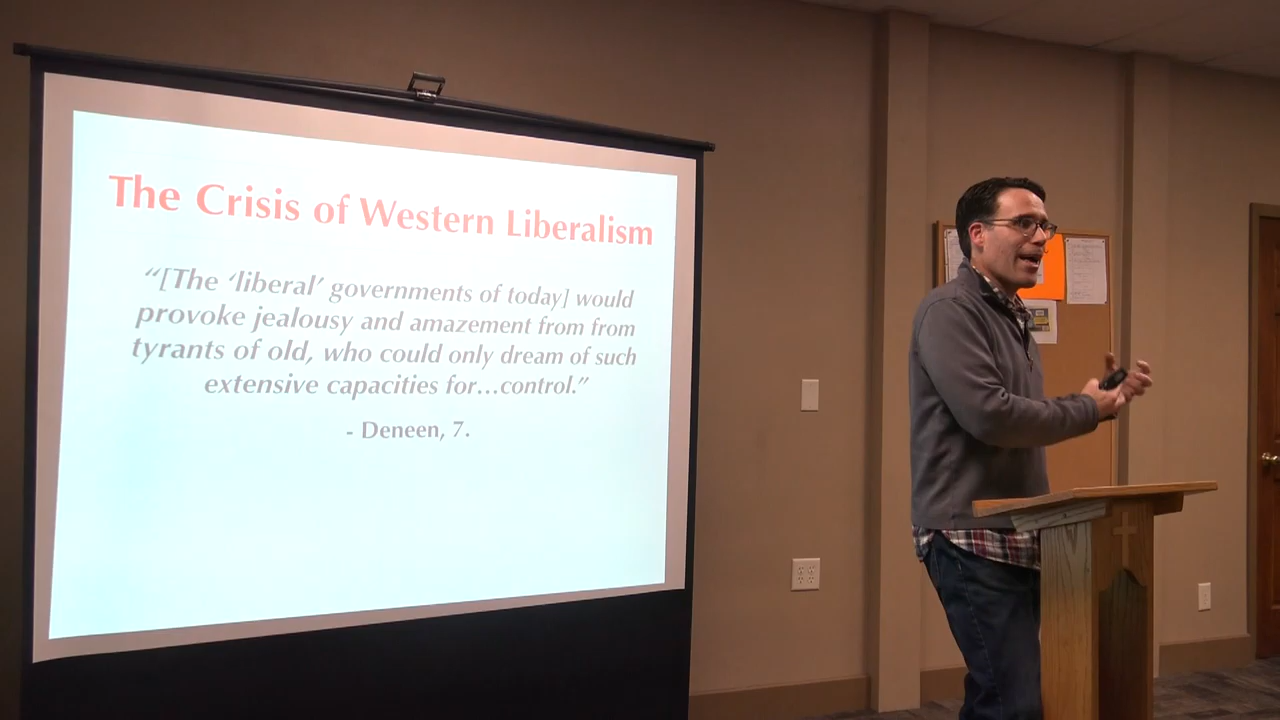 The Crisis of Western Liberalism
“[The ‘liberal’ governments of today] would
provoke jealousy and amazement from from
tyrants of old, who could only dream of such
extensive capacities for…control.”
- Deneen, 7.